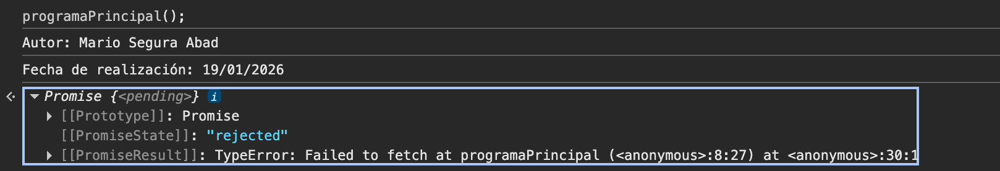 programaPrincipal();
Autor: Mario Segura Abad
Fecha de realización: 19/01/2026
Promise {<pending>} i
[[Prototype]]: Promise
[[PromiseState]]: "rejected"
[[PromiseResult]]: TypeError: Failed to fetch at programaPrincipal (<anonymous>:8:27) at <anonymous>:30:1